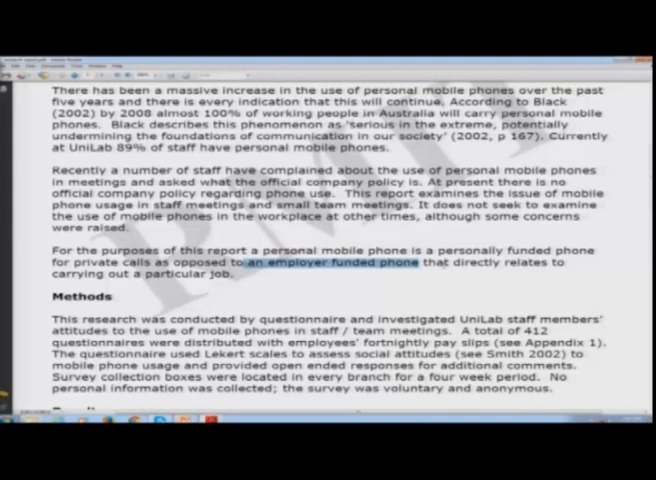 There has been a massive increase in the use of personal mobile phones over the past
five years and there is every indication that this will continue. According to Black
(2002) by 2008 almost 100% of working people in Australia will carry personal mobile
phones. Black describes this phenomenon as 'serious in the extreme, potentially
undermining the foundations of communication in our society' (2002, p 167). Currently
at UniLab 89% of staff have personal mobile phones.
Recently a number of staff have complained about the use of personal mobile phones
in meetings and asked what the official company policy is. At present there is no
official company policy regarding phone use. This report examines the issue of mobile
phone usage in staff meetings and small team meetings. It does not seek to examine
the use of mobile phones in the workplace at other times, although some concerns
were raised.
For the purposes of this report a personal mobile phone is a personally funded phone
for private calls as opposed to an employer funded phone that directly relates to
carrying out a particular job.
Methods
This research was conducted by questionnaire and investigated UniLab staff members'
attitudes to the use of mobile phones in staff / team meetings. A total of 412
questionnaires were distributed with employees' fortnightly pay slips (see Appendix 1).
The questionnaire used Lekert scales to assess social attitudes (see Smith 2002) to
mobile phone usage and provided open ended responses for additional comments.
Survey collection boxes were located in every branch for a four week period. No
personal information was collected; the survey was voluntary and anonymous.